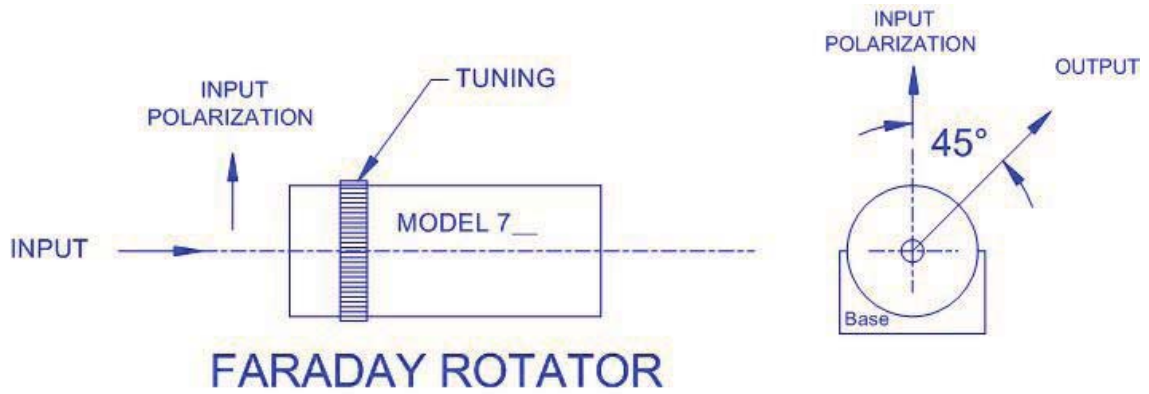 INPUT
POLARIZATION
TUNING
INPUT
MODEL 7__
FARADAY ROTATOR
INPUT
POLARIZATION
OUTPUT
45°
Base